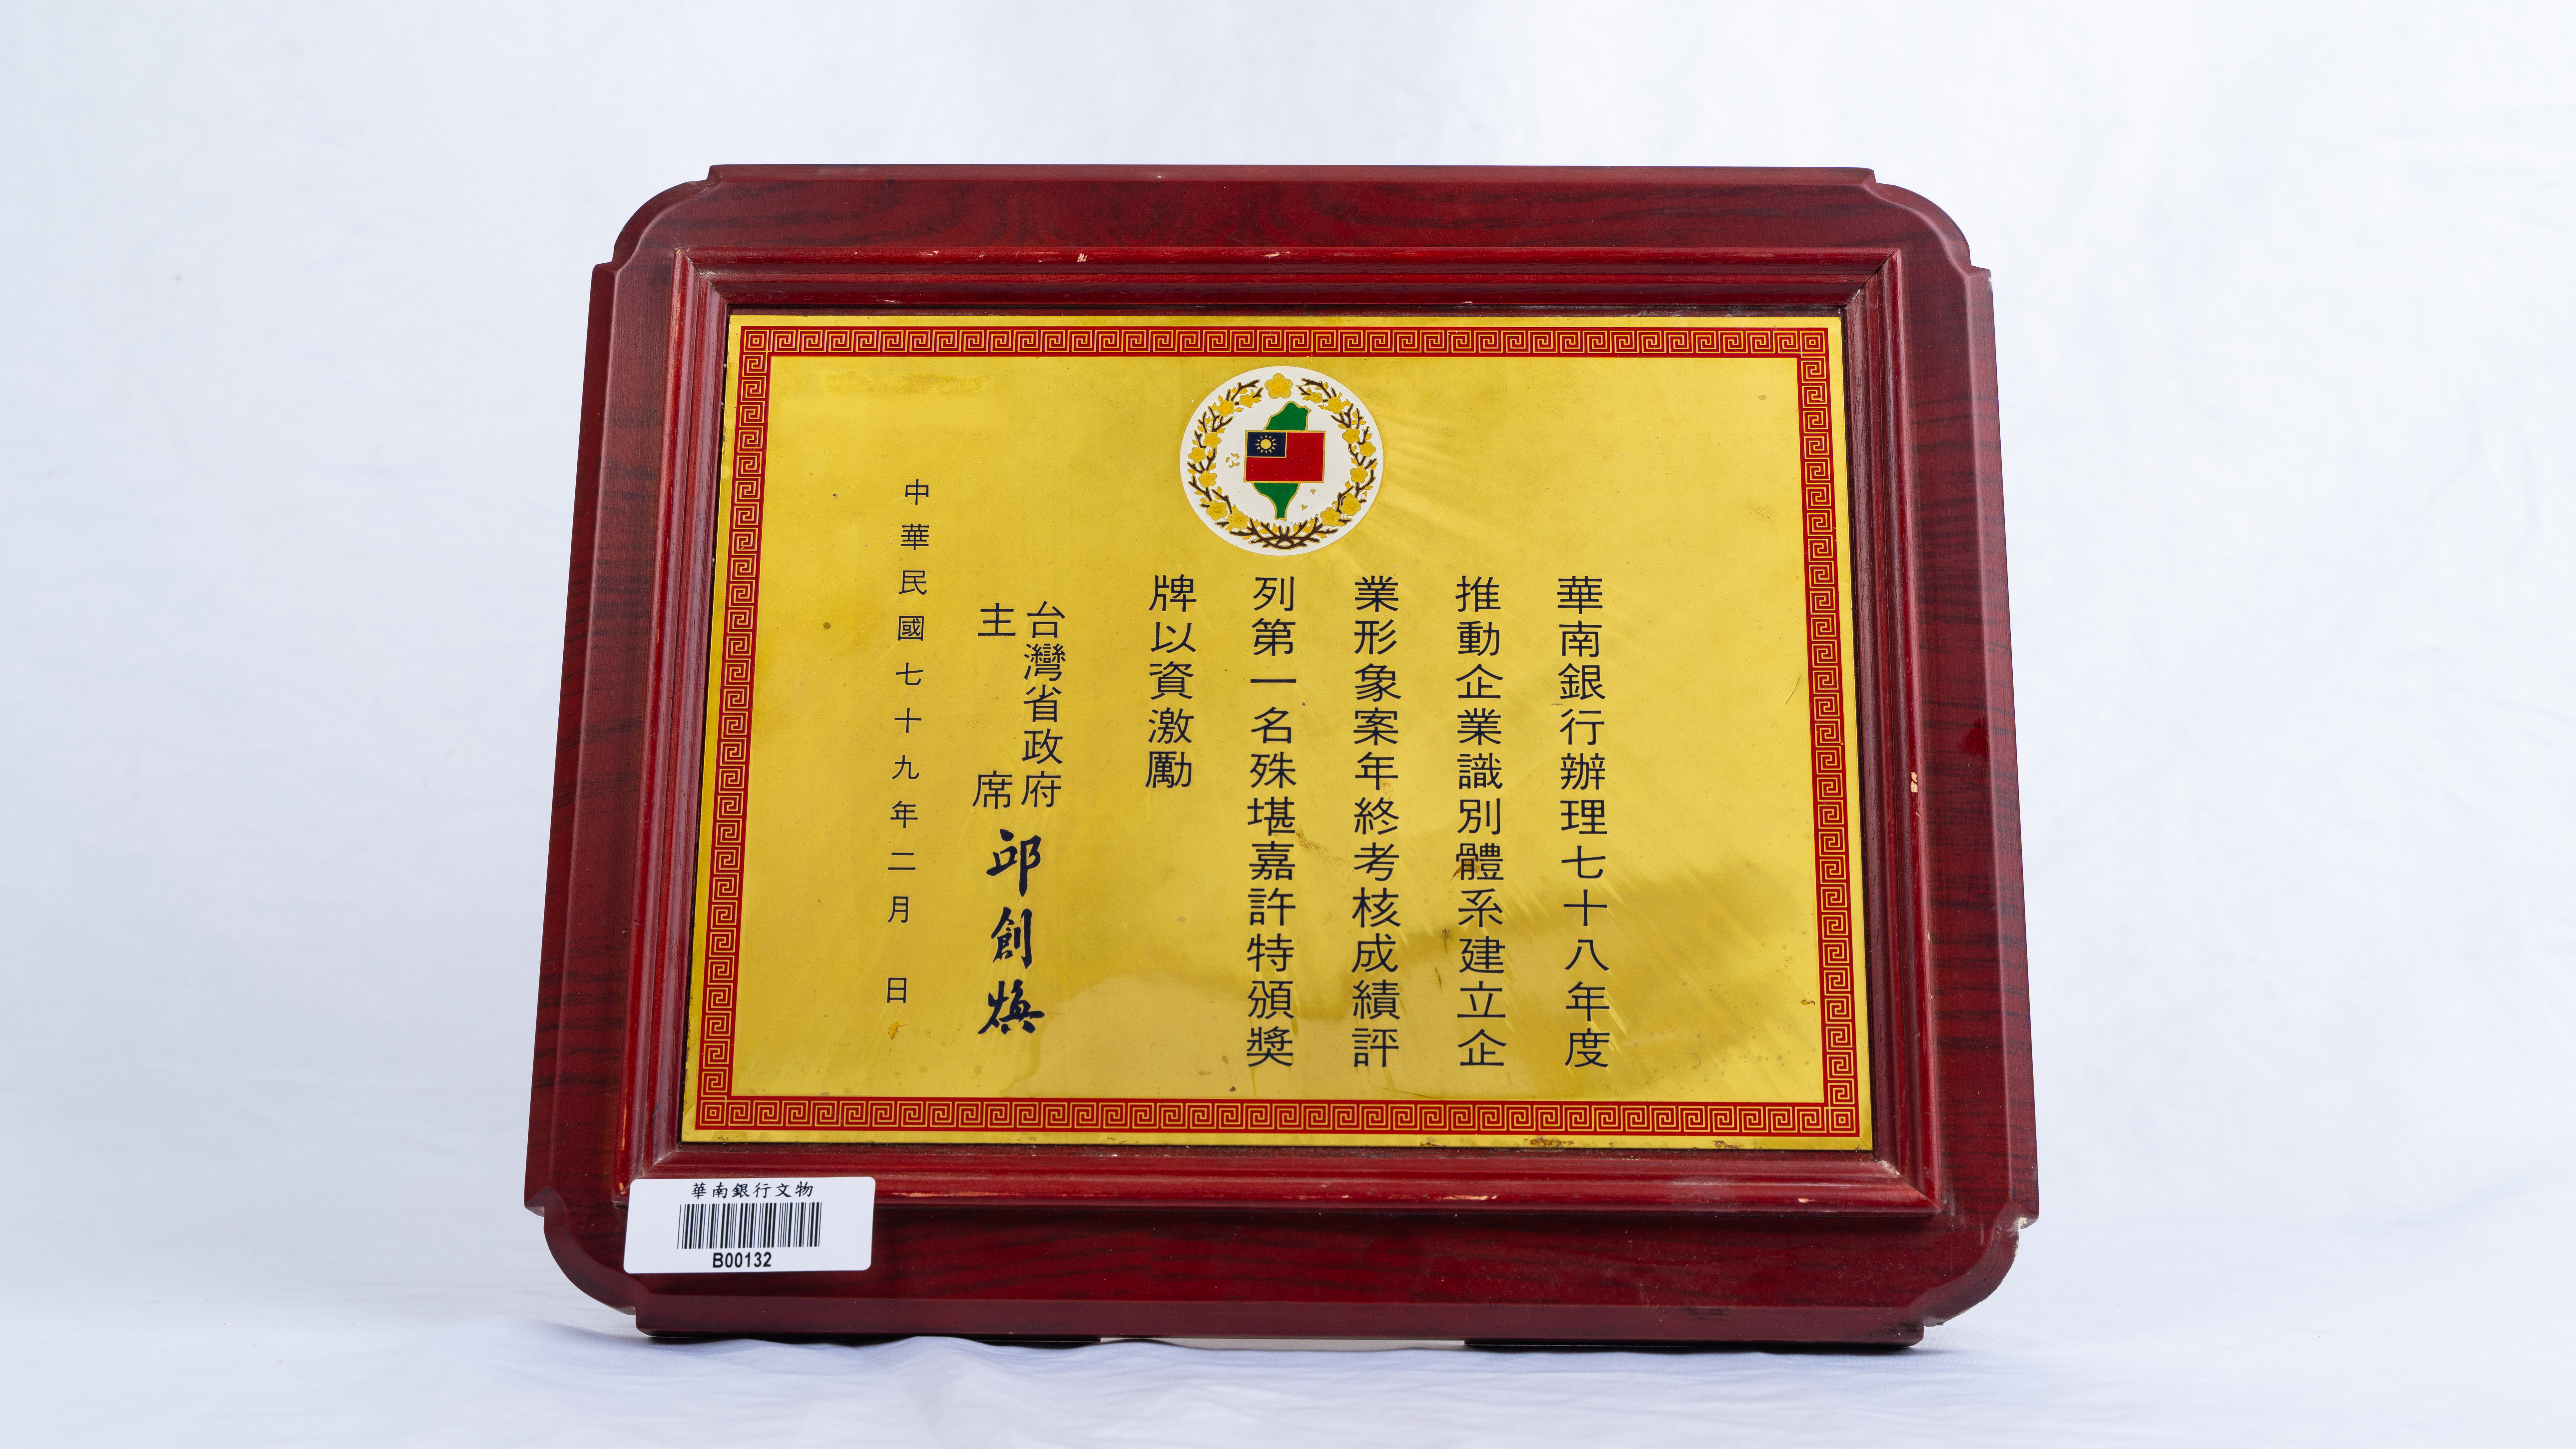 華南銀行辦理七十八年度
推動企業識別體系建立企
業形象案年終考核成績評
列第一名殊堪嘉許特頒獎
牌以資激勵
台灣省政府
主席 邱創煥
中華民國七十九年二月 日
華南銀行文物
B00132